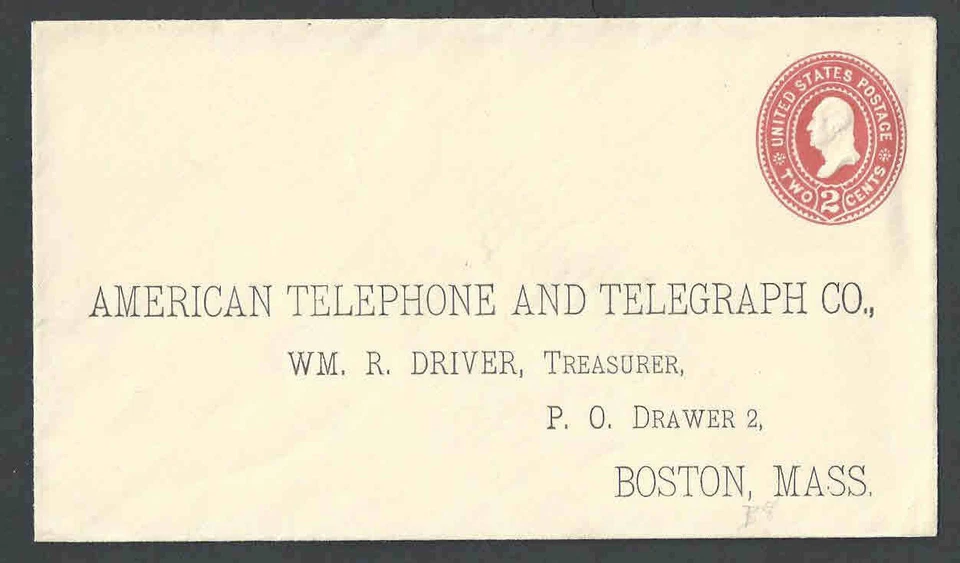 UNITED STATES POSTAGE
TWO 2 CENTS
AMERICAN TELEPHONE AND TELEGRAPH CO.,
WM. R. DRIVER, TREASURER,
P. O. DRAWER 2,
BOSTON, MASS.